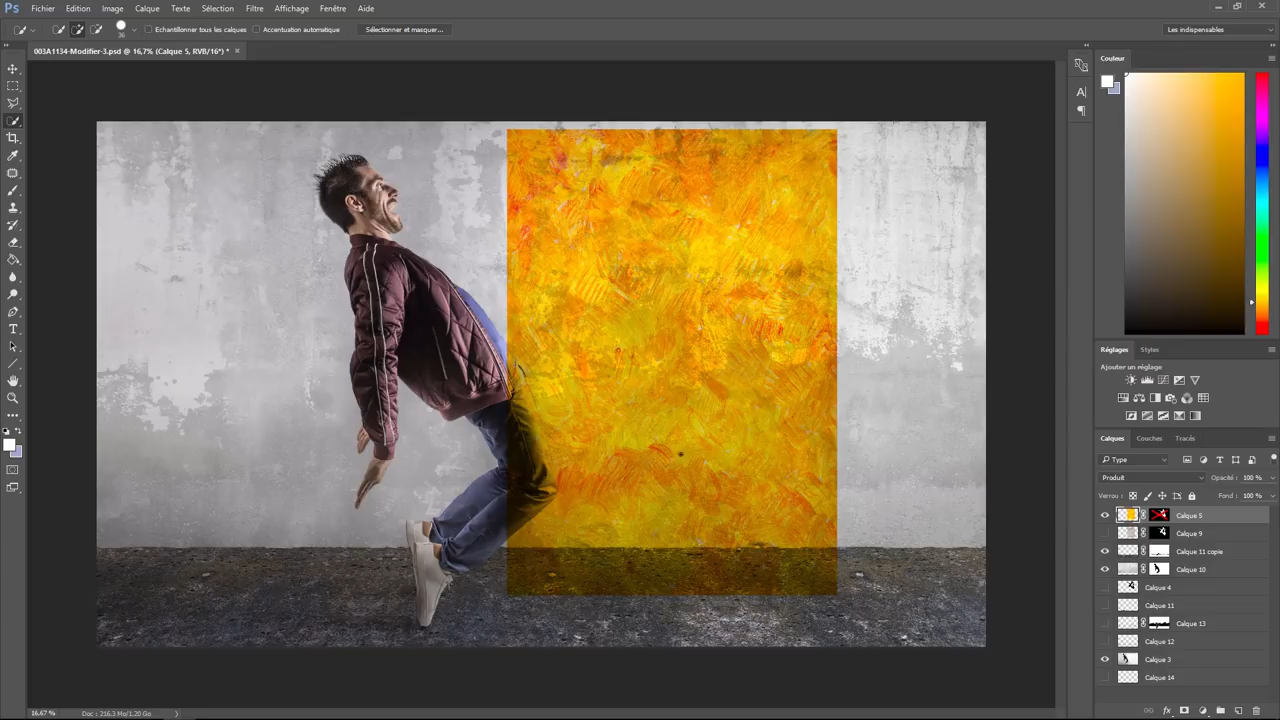 Ps Fichier Edition Image Calque Texte Sélection Filtre Affichage Fenêtre Aide
36 Echantillonner tous les calques Accentuation automatique Sélectionner et masquer... Les indispensables
003A1134-Modifier-3.psd @ 16,7% (Calque 5, RVB/16*) * ×
Couleur
Réglages Styles
Ajouter un réglage
Calques Couches Tracés
Type
Produit Opacité : 100 %
Verrou : Fond : 100 %
Calque 5
Calque 9
Calque 11 copie
Calque 10
Calque 4
Calque 11
Calque 13
Calque 12
Calque 3
Calque 14
16.67 % Doc : 216.3 Mo/1.20 Go